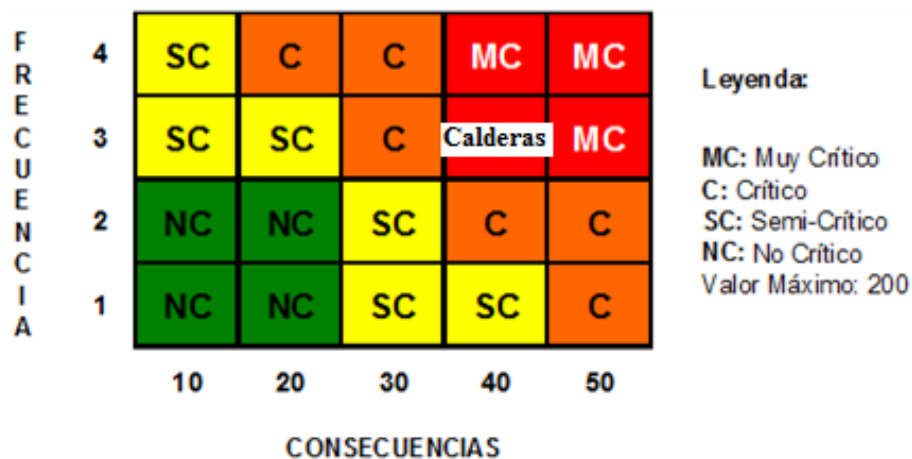 FRECUENCIA
4 SC C C MC MC
3 SC SC C Calderas MC
2 NC NC SC C C
1 NC NC SC SC C
10 20 30 40 50
CONSECUENCIAS
Leyenda:
MC: Muy Crítico
C: Crítico
SC: Semi-Crítico
NC: No Crítico
Valor Máximo: 200